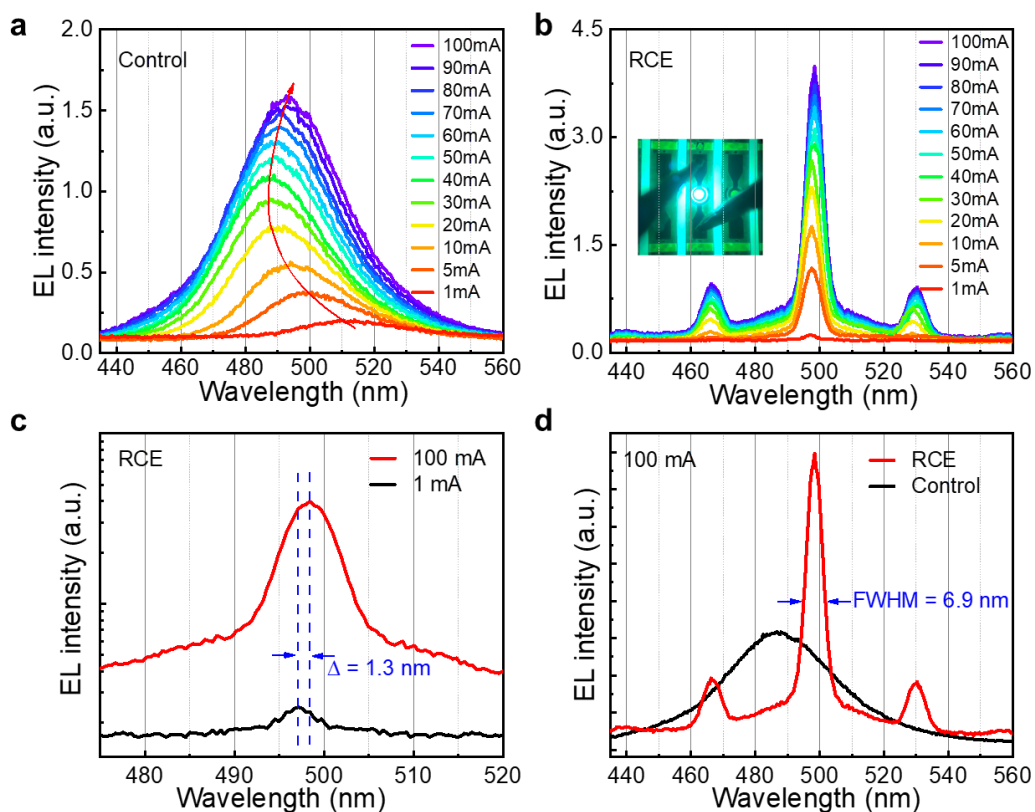 a
Control
2.0
1.5
1.0
0.5
0.0
EL intensity (a.u.)
100mA
90mA
80mA
70mA
60mA
50mA
40mA
30mA
20mA
10mA
5mA
1mA
440 460 480 500 520 540 560
Wavelength (nm)
b
RCE
4.5
3.0
1.5
0.0
EL intensity (a.u.)
100mA
90mA
80mA
70mA
60mA
50mA
40mA
30mA
20mA
10mA
5mA
1mA
440 460 480 500 520 540 560
Wavelength (nm)
c
RCE
100 mA
1 mA
Δ = 1.3 nm
EL intensity (a.u.)
480 490 500 510 520
Wavelength (nm)
d
100 mA
RCE
Control
FWHM = 6.9 nm
EL intensity (a.u.)
440 460 480 500 520 540 560
Wavelength (nm)